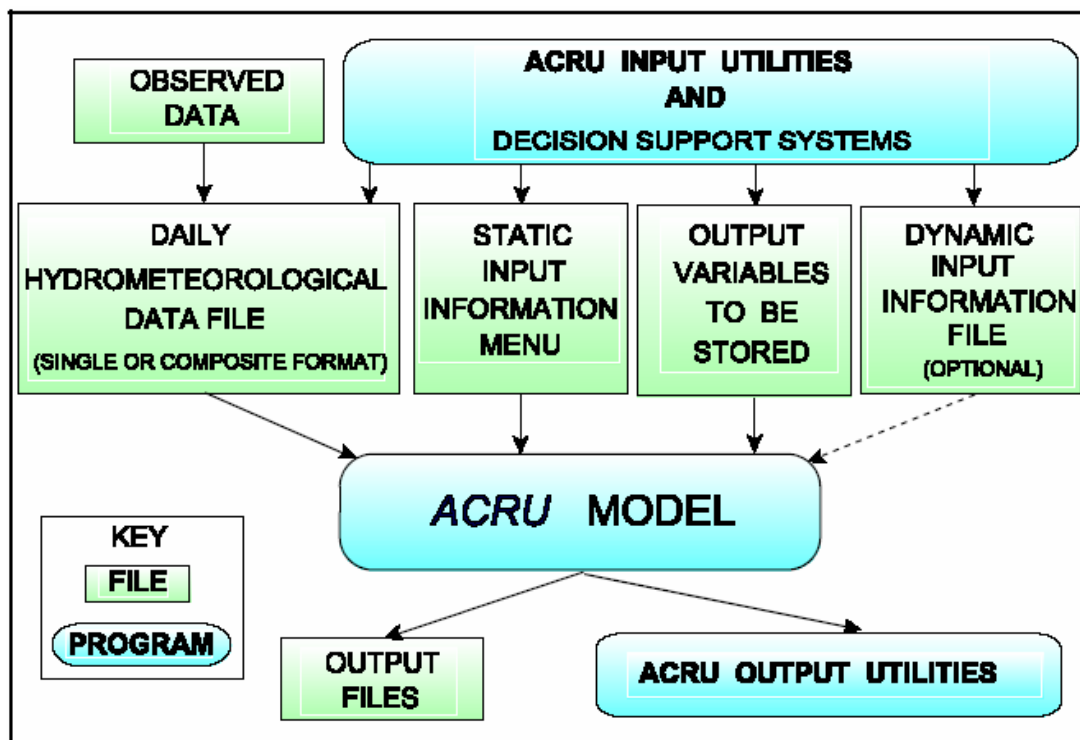 OBSERVED
DATA
ACRU INPUT UTILITIES
AND
DECISION SUPPORT SYSTEMS
DAILY
HYDROMETEOROLOGICAL
DATA FILE
(SINGLE OR COMPOSITE FORMAT)
STATIC
INPUT
INFORMATION
MENU
OUTPUT
VARIABLES
TO BE
STORED
DYNAMIC
INPUT
INFORMATION
FILE
(OPTIONAL)
ACRU MODEL
KEY
FILE
PROGRAM
OUTPUT
FILES
ACRU OUTPUT UTILITIES